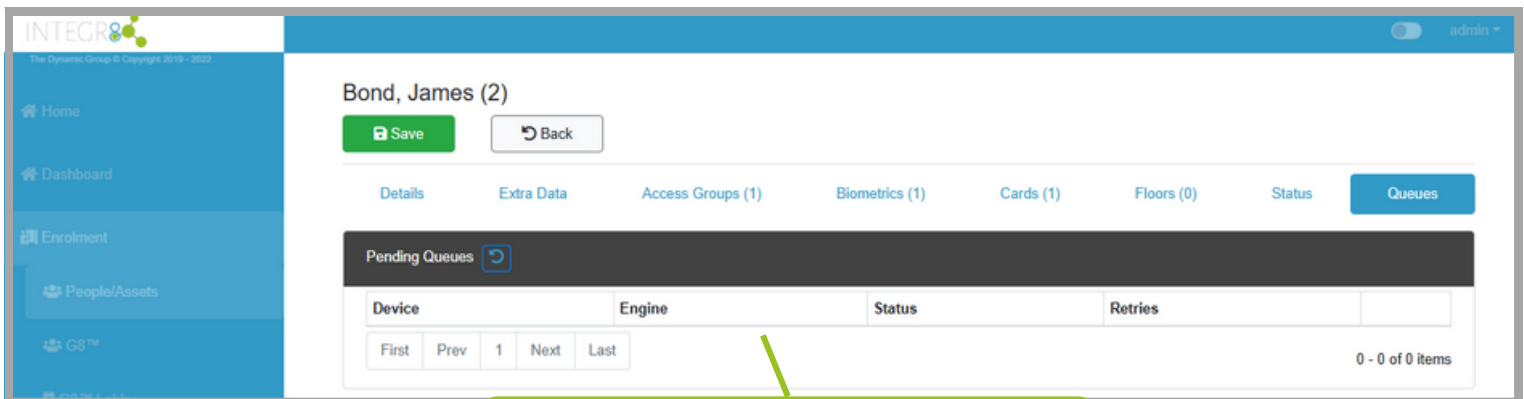 INTEGR8
admin
The Dynamic Group © Copyright 2019 - 2022
Bond, James (2)
Home
Save
Back
Dashboard
Details
Extra Data
Access Groups (1)
Biometrics (1)
Cards (1)
Floors (0)
Status
Queues
Enrolment
Pending Queues
People/Assets
Device
Engine
Status
Retries
G8™
First
Prev
1
Next
Last
0 - 0 of 0 items